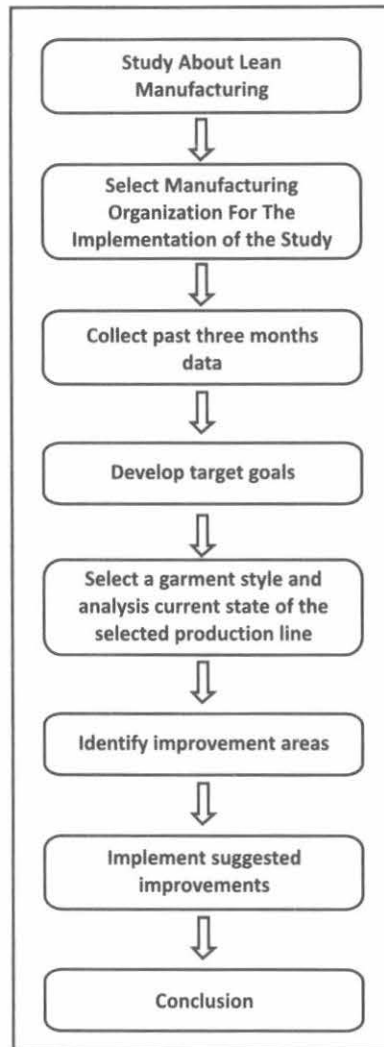 Study About Lean
Manufacturing
Select Manufacturing
Organization For The
Implementation of the Study
Collect past three months
data
Develop target goals
Select a garment style and
analysis current state of the
selected production line
Identify improvement areas
Implement suggested
improvements
Conclusion